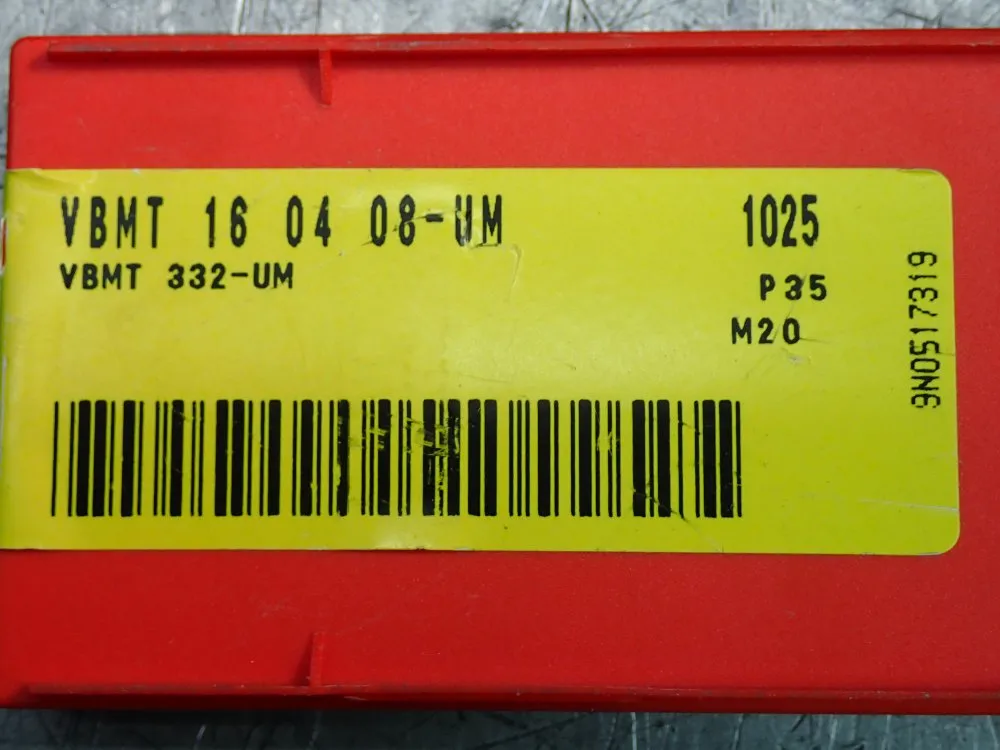 VBMT 16 04 08-UM
1025
VBMT 332-UM
P35
M20
9N0517319